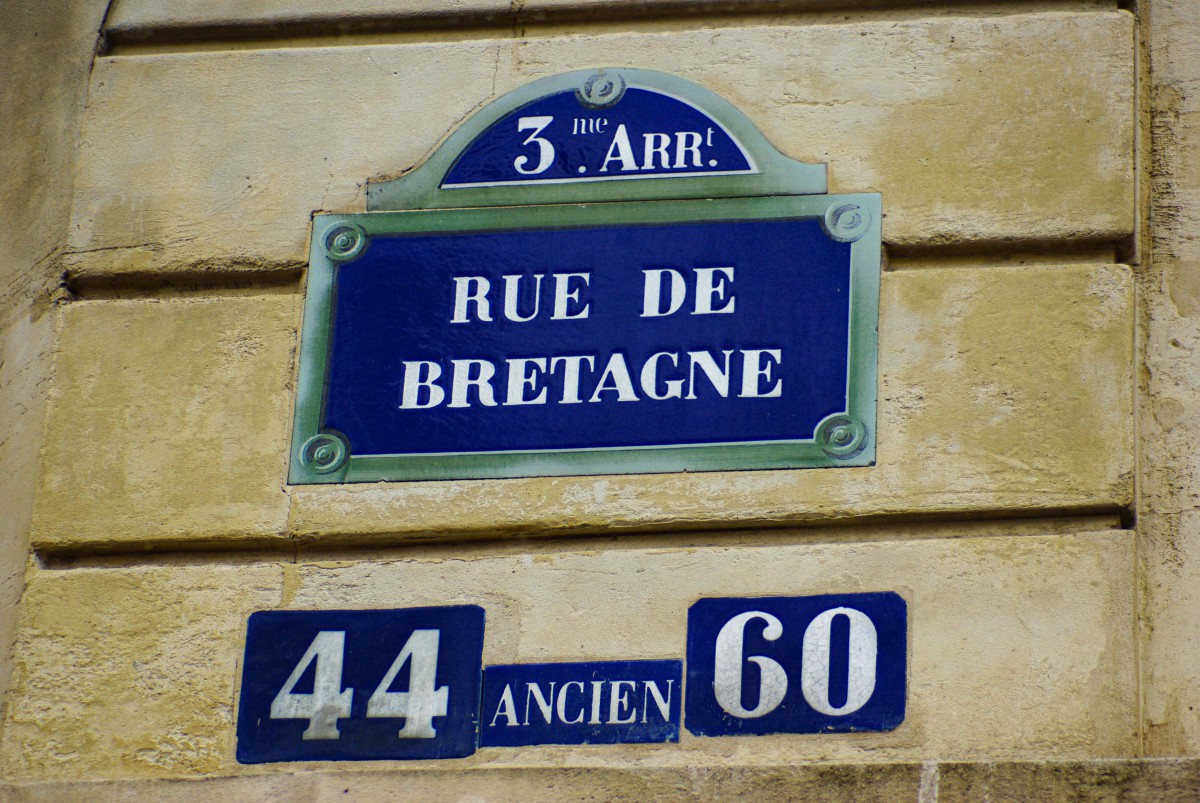 3me. ARRt.
RUE DE
BRETAGNE
44 ANCIEN 60